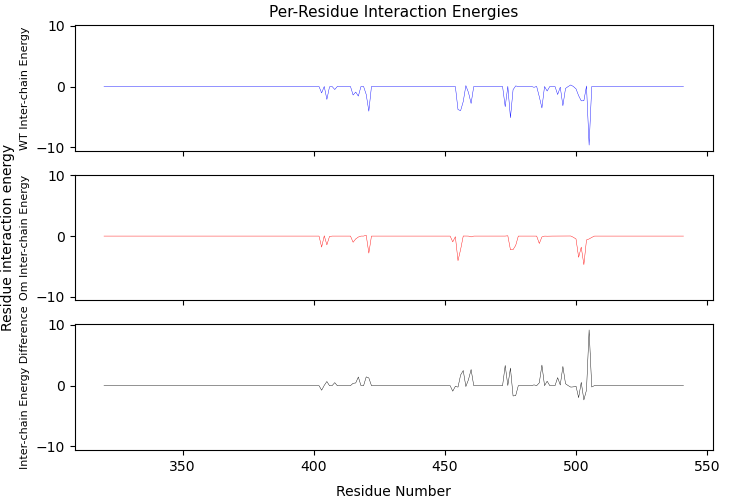 Per-Residue Interaction Energies
Residue interaction energy
WT Inter-chain Energy
10
0
−10
Om Inter-chain Energy
10
0
−10
Inter-chain Energy Difference
10
0
−10
350
400
450
500
550
Residue Number